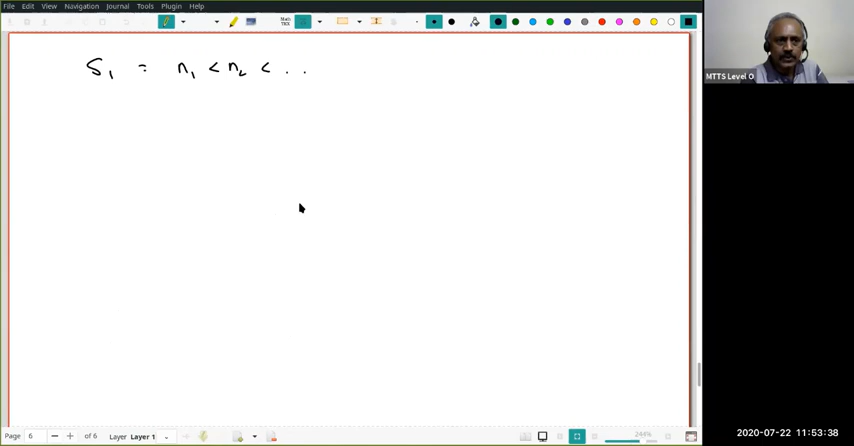 File Edit View Navigation Journal Tools Plugin Help
S₁ = n₁ < n₂ < . .
MTTS Level O
Page 6 of 6 Layer Layer 1 244%
2020-07-22 11:53:38